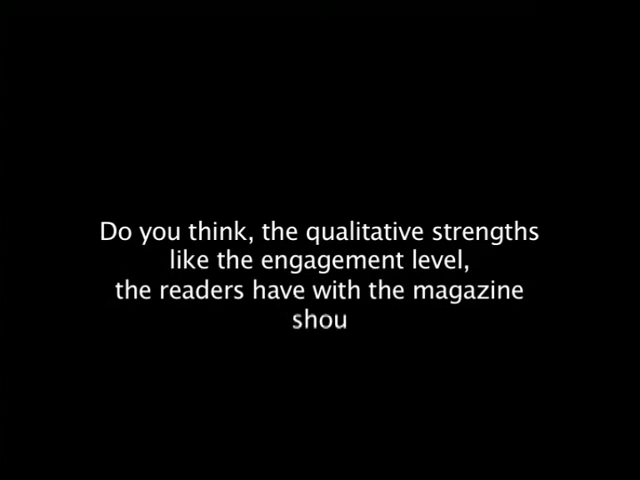 Do you think, the qualitative strengths
like the engagement level,
the readers have with the magazine
shou